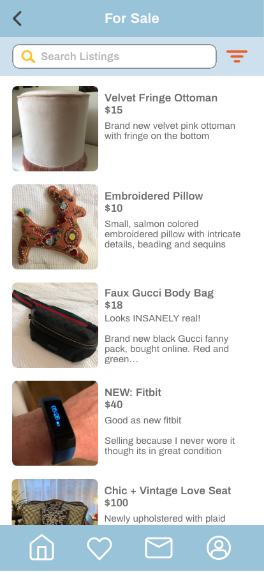 For Sale
Search Listings
Velvet Fringe Ottoman
$15
Brand new velvet pink ottoman
with fringe on the bottom
Embroidered Pillow
$10
Small, salmon colored
embroidered pillow with intricate
details, beading and sequins
Faux Gucci Body Bag
$18
Looks INSANELY real!
Brand new black Gucci fanny
pack, bought online. Red and
green...
NEW: Fitbit
$40
Good as new fitbit
Selling because I never wore it
though its in great condition
Chic + Vintage Love Seat
$100
Newly upholstered with plaid